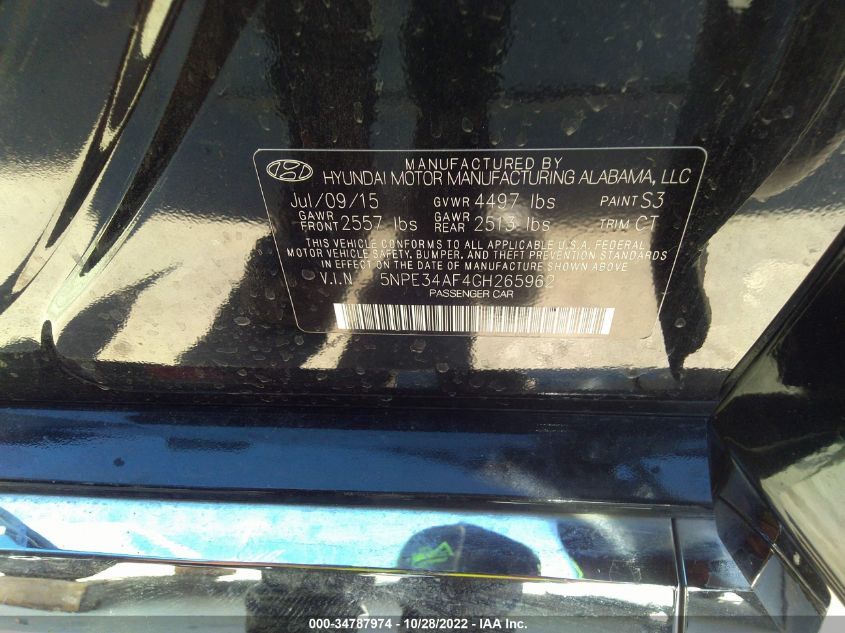 MANUFACTURED BY
HYUNDAI MOTOR MANUFACTURING ALABAMA, LLC
Jul/09/15 GVWR 4497 lbs PAINT S3
GAWR FRONT 2557 lbs GAWR REAR 2513 lbs TRIM CT
THIS VEHICLE CONFORMS TO ALL APPLICABLE U.S.A. FEDERAL
MOTOR VEHICLE SAFETY, BUMPER, AND THEFT PREVENTION STANDARDS
IN EFFECT ON THE DATE OF MANUFACTURE SHOWN ABOVE
V.I.N 5NPE34AF4GH265962
PASSENGER CAR
000-34787974 / 10/28/2022 - IAA Inc.